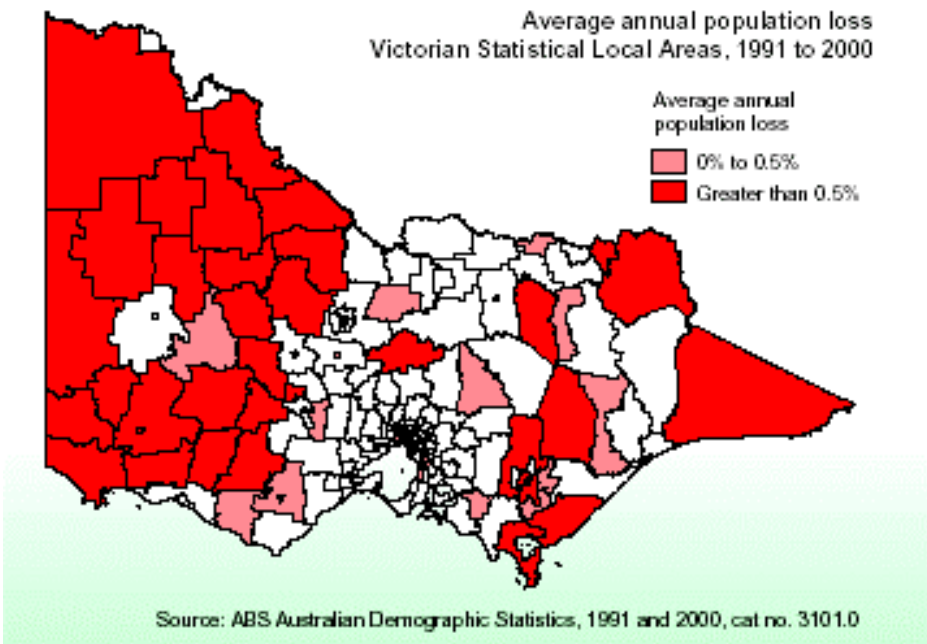 Average annual population loss
Victorian Statistical Local Areas, 1991 to 2000
Average annual
population loss
0% to 0.5%
Greater than 0.5%
Source: ABS Australian Demographic Statistics, 1991 and 2000, cat no. 3101.0